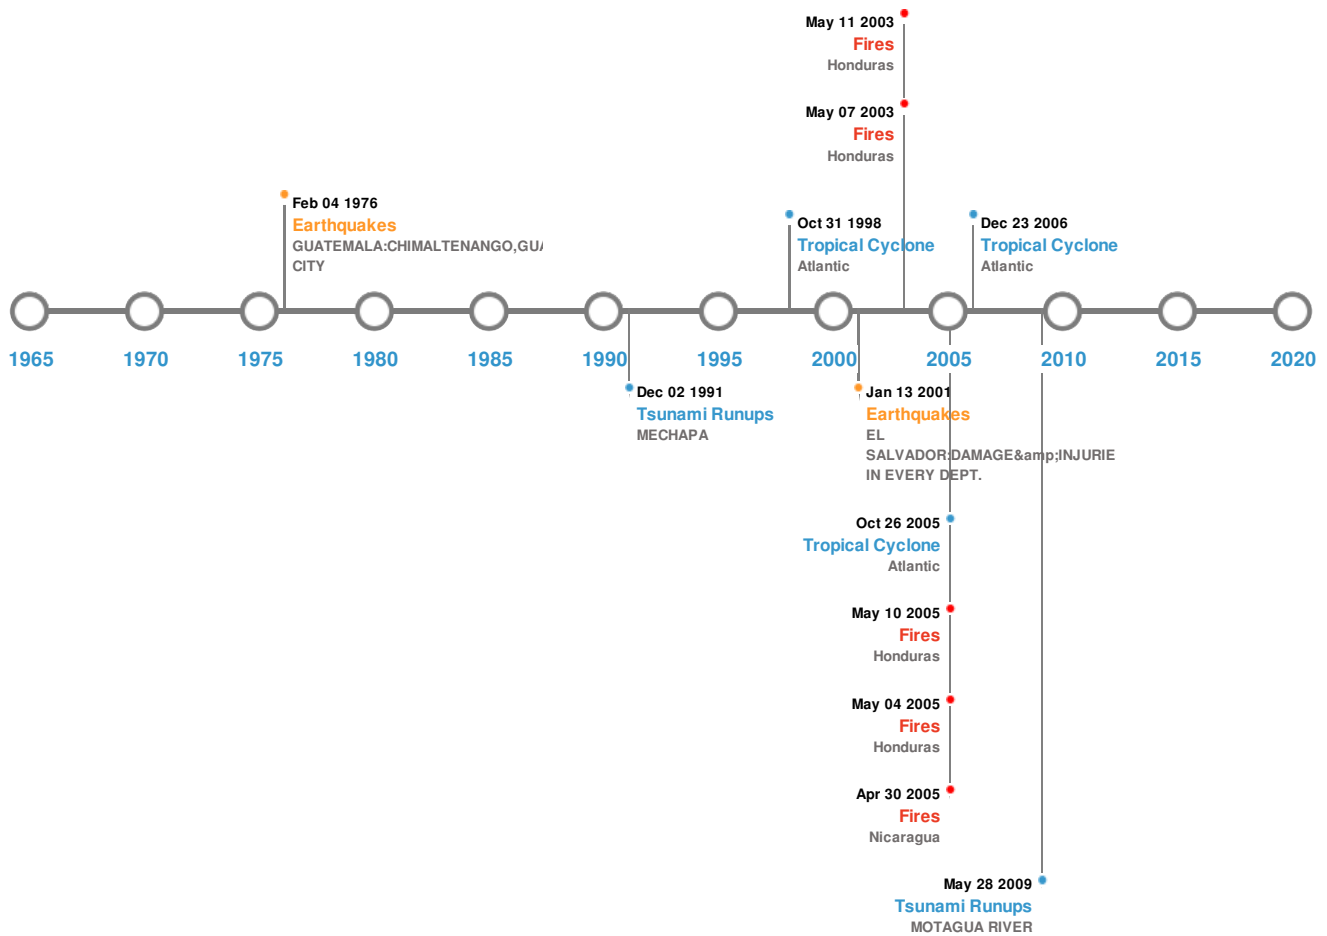 May 11 2003
Fires
Honduras
May 07 2003
Fires
Honduras
Feb 04 1976
Earthquakes
GUATEMALA:CHIMALTENANGO,GUA
CITY
Oct 31 1998
Tropical Cyclone
Atlantic
Dec 23 2006
Tropical Cyclone
Atlantic
1965 1970 1975 1980 1985 1990 1995 2000 2005 2010 2015 2020
Dec 02 1991
Tsunami Runups
MECHAPA
Jan 13 2001
Earthquakes
EL
SALVADOR:DAMAGE&amp;INJURIE
IN EVERY DEPT.
Oct 26 2005
Tropical Cyclone
Atlantic
May 10 2005
Fires
Honduras
May 04 2005
Fires
Honduras
Apr 30 2005
Fires
Nicaragua
May 28 2009
Tsunami Runups
MOTAGUA RIVER